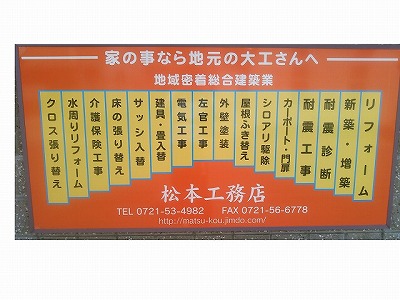 家の事なら地元の大工さんへ
地域密着総合建築業
リフォーム
新築・増築
耐震診断
耐震工事
カーポート・門扉
シロアリ駆除
屋根ふき替え
外壁塗装
左官工事
電気工事
建具・畳入替
サッシ入替
床の張り替え
介護保険工事
水周りリフォーム
クロス張り替え
松本工務店
TEL 0721-53-4982 FAX 0721-56-6778
http://matsu-kou.jimdo.com/